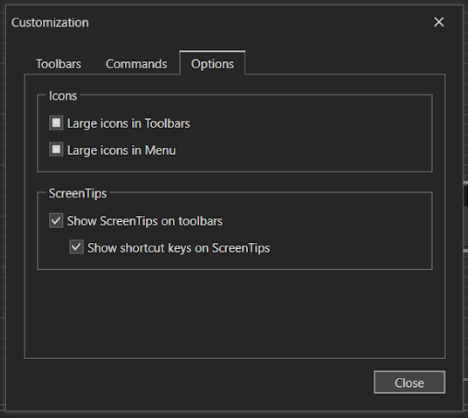 Customization
Toolbars Commands Options
Icons
Large icons in Toolbars
Large icons in Menu
ScreenTips
Show ScreenTips on toolbars
Show shortcut keys on ScreenTips
Close